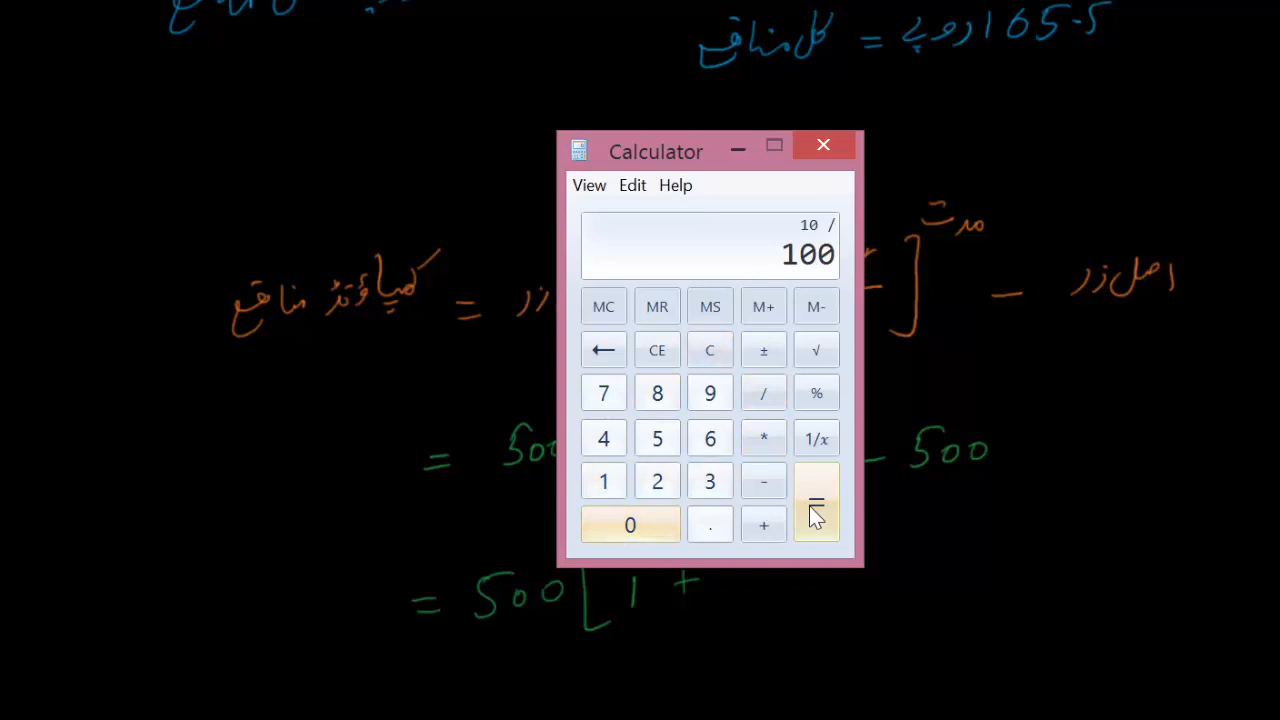 کل منافع = 165.5 روپے
Calculator
View Edit Help
10 /
100
MC MR MS M+ M-
← CE C ± √
7 8 9 / %
4 5 6 * 1/x
1 2 3 - =
0 . +
کمپاؤنڈ منافع = زر ] مدت – اصل زر
= 500 – 500
= 500 [ 1 +